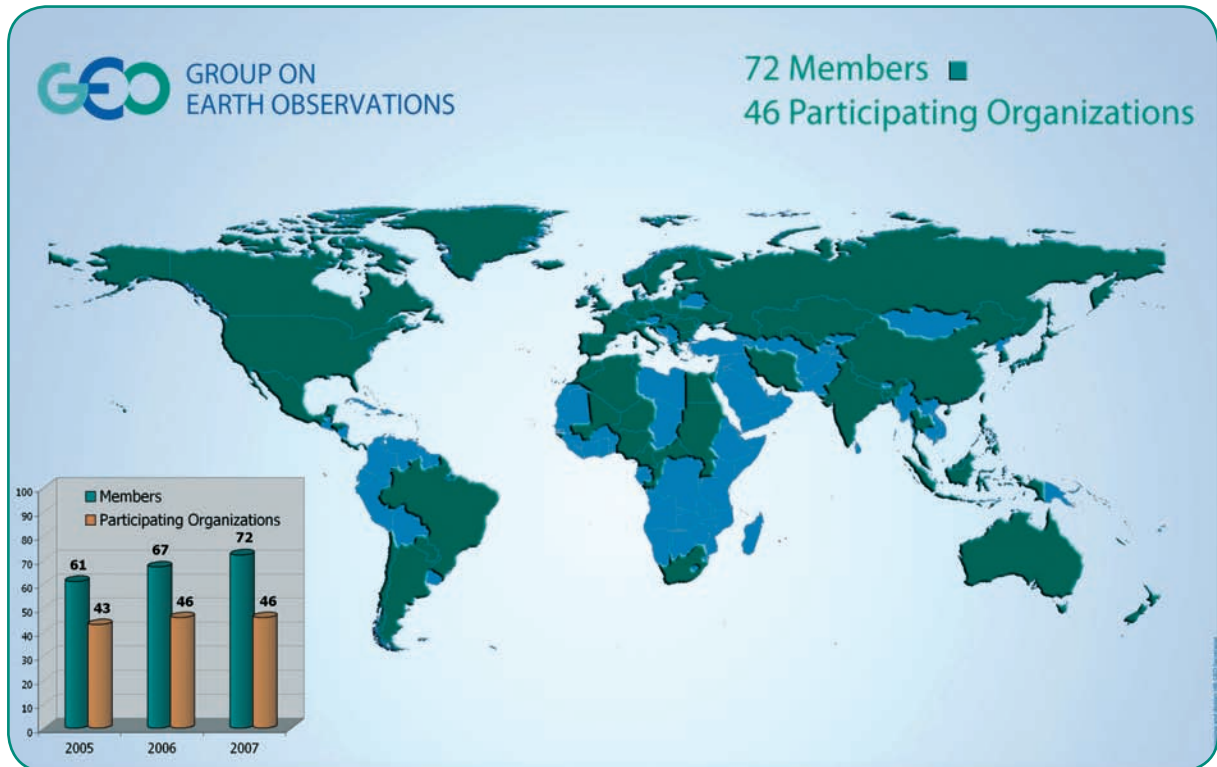 GEO
GROUP ON
EARTH OBSERVATIONS
72 Members
46 Participating Organizations
100
90
80
70
60
50
40
30
20
10
0
Members
Participating Organizations
61
43
67
46
72
46
2005
2006
2007